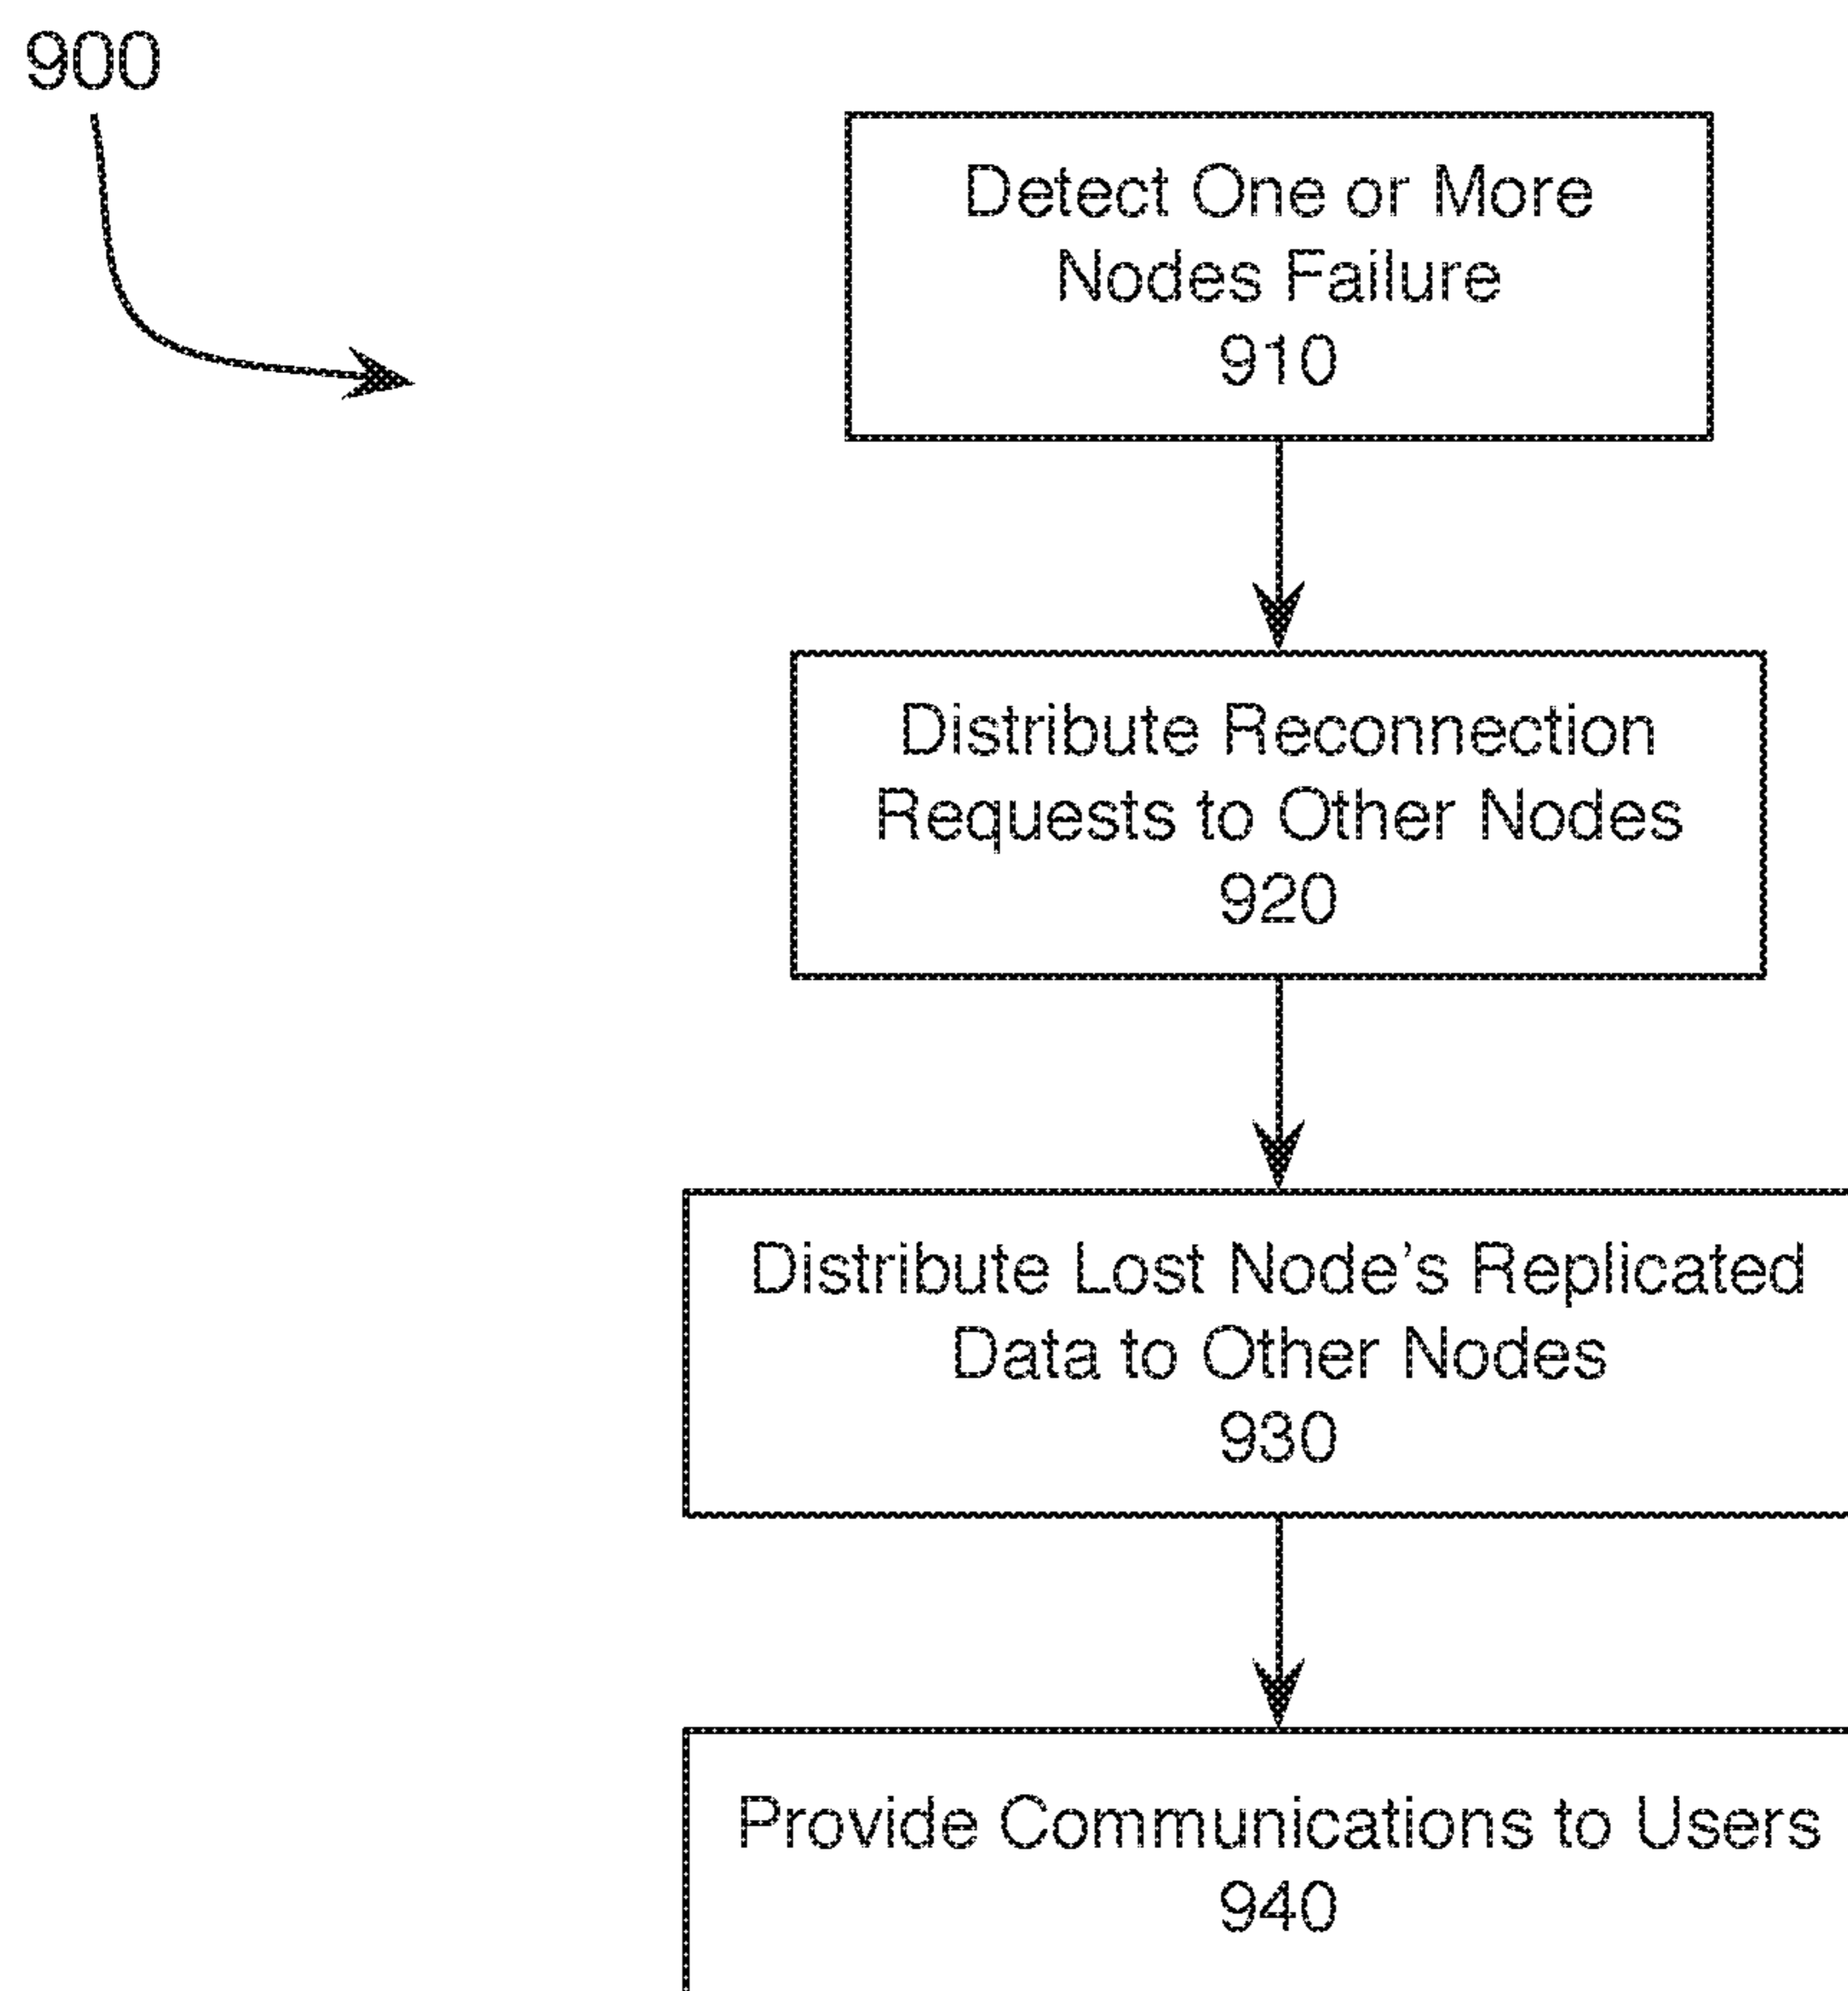 900
Detect One or More
Nodes Failure
910
Distribute Reconnection
Requests to Other Nodes
920
Distribute Lost Node’s Replicated
Data to Other Nodes
930
Provide Communications to Users
940